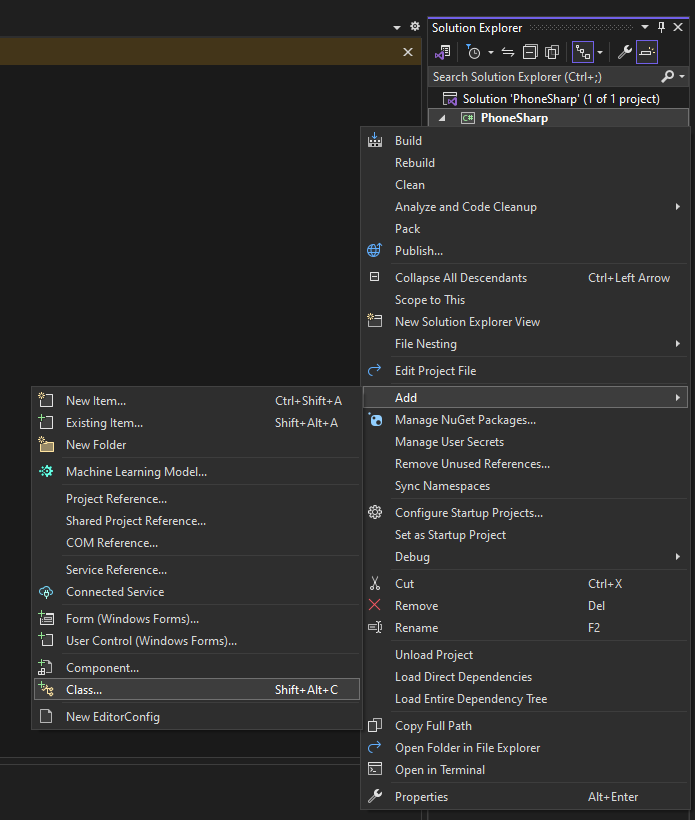 Solution Explorer
Search Solution Explorer (Ctrl+;)
Solution 'PhoneSharp' (1 of 1 project)
C# PhoneSharp
Build
Rebuild
Clean
Analyze and Code Cleanup
Pack
Publish...
Collapse All Descendants Ctrl+Left Arrow
Scope to This
New Solution Explorer View
File Nesting
Edit Project File
Add
Manage NuGet Packages...
Manage User Secrets
Remove Unused References...
Sync Namespaces
Configure Startup Projects...
Set as Startup Project
Debug
Cut Ctrl+X
Remove Del
Rename F2
Unload Project
Load Direct Dependencies
Load Entire Dependency Tree
Copy Full Path
Open Folder in File Explorer
Open in Terminal
Properties Alt+Enter
New Item... Ctrl+Shift+A
Existing Item... Shift+Alt+A
New Folder
Machine Learning Model...
Project Reference...
Shared Project Reference...
COM Reference...
Service Reference...
Connected Service
Form (Windows Forms)...
User Control (Windows Forms)...
Component...
Class... Shift+Alt+C
New EditorConfig